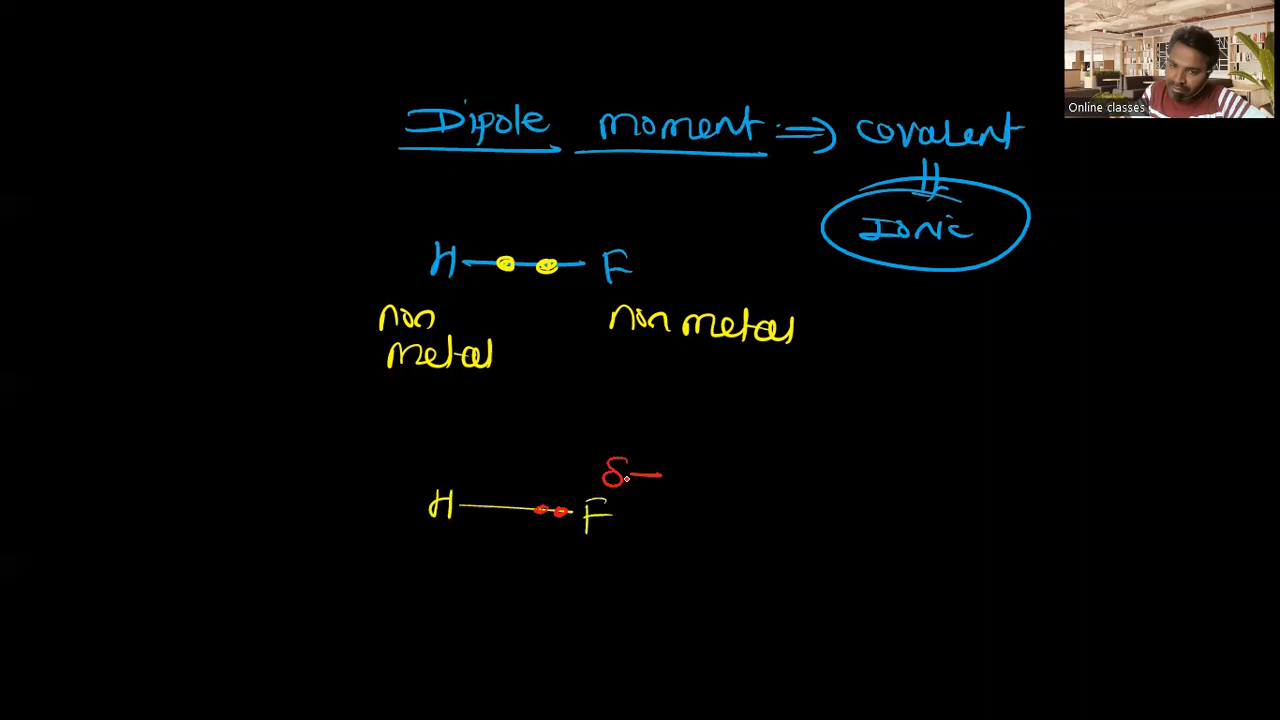 Online classes
Dipole moment ⇒ covalent
Ionic
H F
non non metal
metal
δ-
H F